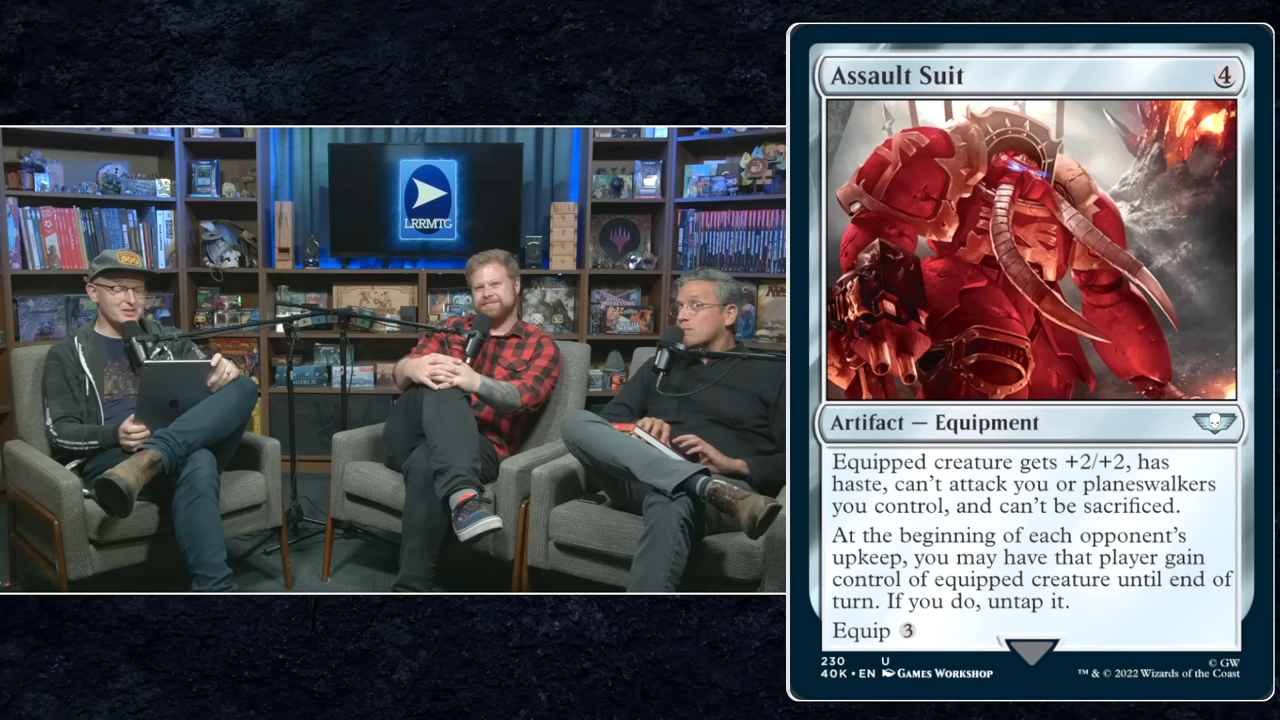 LRRMTG
Assault Suit
4
Artifact — Equipment
Equipped creature gets +2/+2, has
haste, can't attack you or planeswalkers
you control, and can't be sacrificed.
At the beginning of each opponent's
upkeep, you may have that player gain
control of equipped creature until end of
turn. If you do, untap it.
Equip 3
230 U
40K • EN GAMES WORKSHOP
© GW
™ & © 2022 Wizards of the Coast